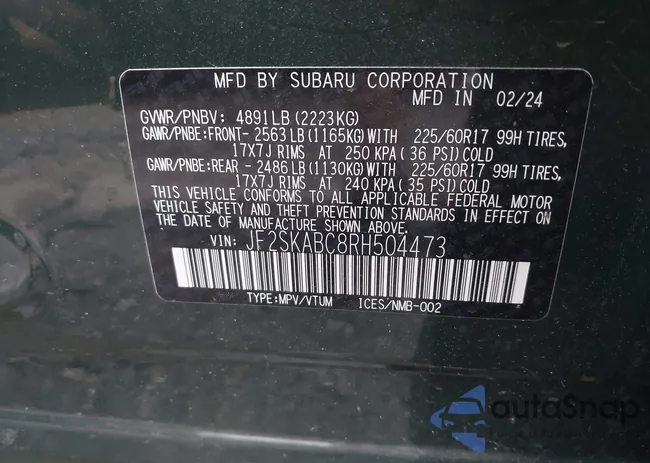 MFD BY SUBARU CORPORATION
MFD IN 02/24
GVWR/PNBV: 4891LB(2223KG)
GAWR/PNBE:FRONT-2563LB(1165KG)WITH 225/60R17 99H TIRES,
17X7J RIMS AT 250 KPA( 36 PSI)COLD
GAWR/PNBE:REAR -2486LB(1130KG)WITH 225/60R17 99H TIRES,
17X7J RIMS AT 240 KPA( 35 PSI)COLD
THIS VEHICLE CONFORMS TO ALL APPLICABLE FEDERAL MOTOR
VEHICLE SAFETY AND THEFT PREVENTION STANDARDS IN EFFECT ON
THE DATE OF MANUFACTURE SHOWN ABOVE.
VIN: JF2SKABC8RH504473
TYPE:MPV/VTUM ICES/NMB-002
autoSnap